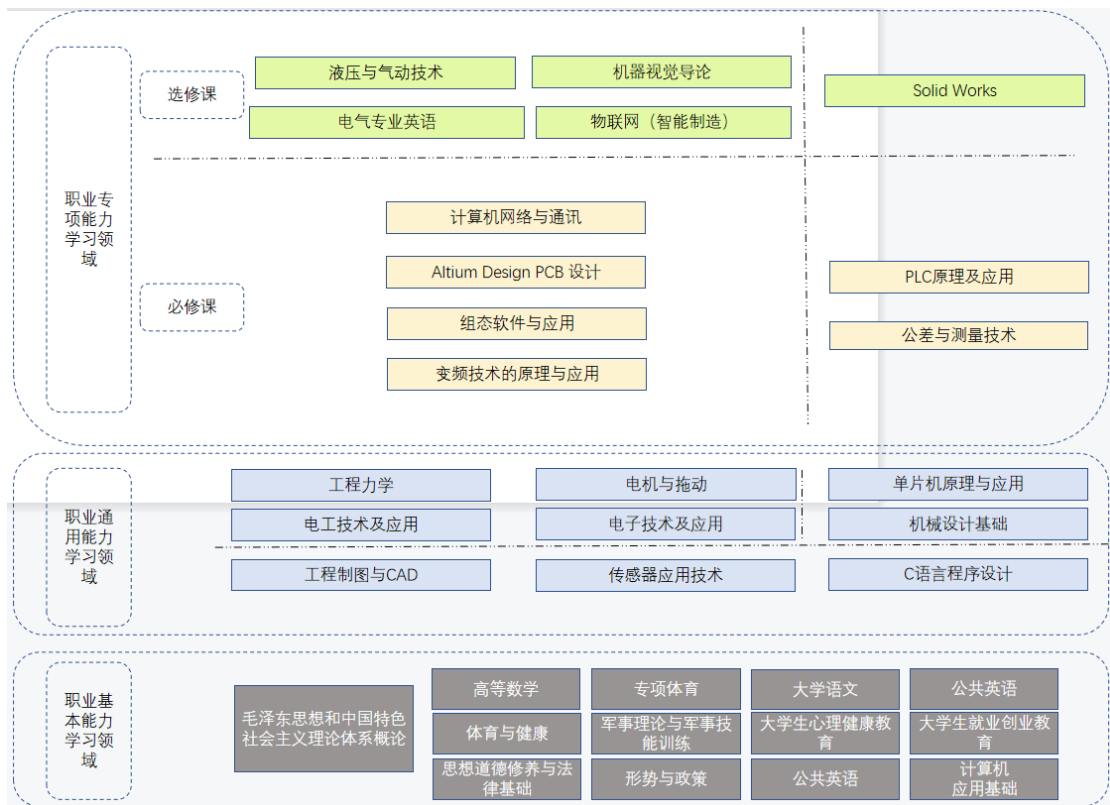 液压与气动技术
机器视觉导论
选修课
Solid Works
电气专业英语
物联网（智能制造）
职业专
项能力
学习领
域
计算机网络与通讯
Altium Design PCB 设计
PLC原理及应用
必修课
组态软件与应用
公差与测量技术
变频技术的原理与应用
职业通
用能力
学习领
域
工程力学
电机与拖动
单片机原理与应用
电工技术及应用
电子技术及应用
机械设计基础
工程制图与CAD
传感器应用技术
C语言程序设计
职业基
本能力
学习领
域
毛泽东思想和中国特色
社会主义理论体系概论
高等数学
专项体育
大学语文
公共英语
体育与健康
军事理论与军事技
能训练
大学生心理健康教
育
大学生就业创业教
育
思想道德修养与法
律基础
形势与政策
公共英语
计算机
应用基础